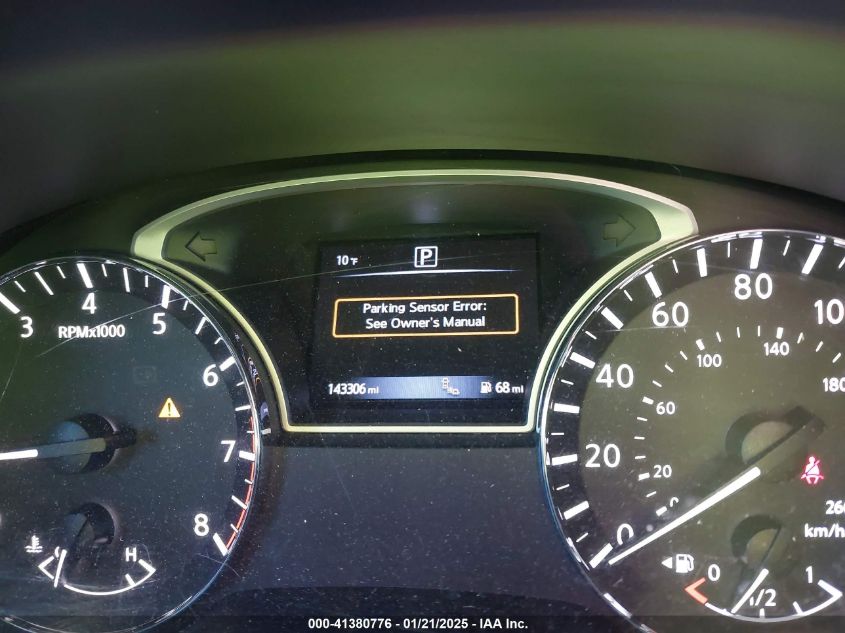 10 °F
P
Parking Sensor Error:
See Owner's Manual
143306 mi
68 mi
3
4
5
6
7
8
RPMx1000
H
0
20
40
60
80
0
20
60
100
140
180
260
km/h
0
1/2
1
000-41380776 / 01/21/2025 - IAA Inc.